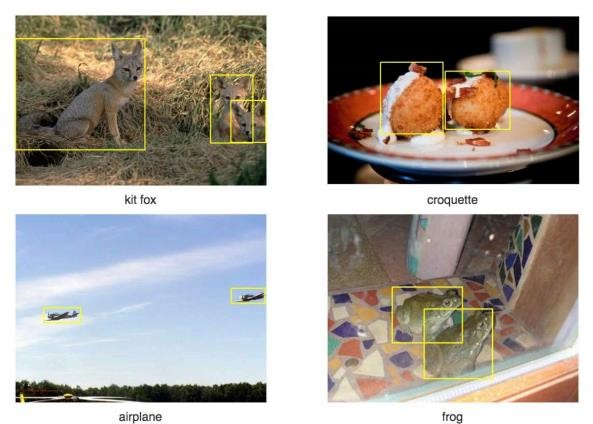 kit fox
croquette
airplane
frog